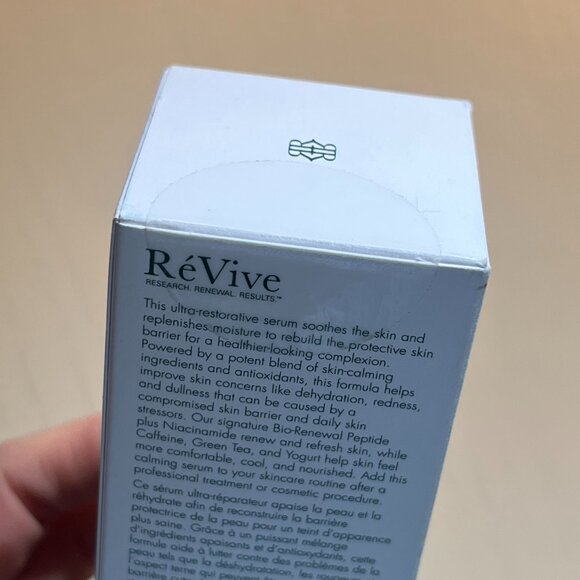 RéVive
RESEARCH. RENEWAL. RESULTS.™
This ultra-restorative serum soothes the skin and
replenishes moisture to rebuild the protective skin
barrier for a healthier-looking complexion.
Powered by a potent blend of skin-calming
ingredients and antioxidants, this formula helps
improve skin concerns like dehydration, redness,
and dullness that can be caused by a
compromised skin barrier and daily skin
stressors. Our signature Bio-Renewal Peptide
plus Niacinamide renew and refresh skin, while
Caffeine, Green Tea, and Yogurt help skin feel
more comfortable, cool, and nourished. Add this
calming serum to your skincare routine after a
professional treatment or cosmetic procedure.
Ce sérum ultra-réparateur apaise la peau et la
réhydrate afin de reconstruire la barrière
protectrice de la peau pour un teint d'apparence
plus saine. Grâce à un puissant mélange
d'ingrédients apaisants et d'antioxydants, cette
formule aide à lutter contre des problèmes de la
peau tels que la déshydratation, les
l'aspect terne qui peuvent
barrière